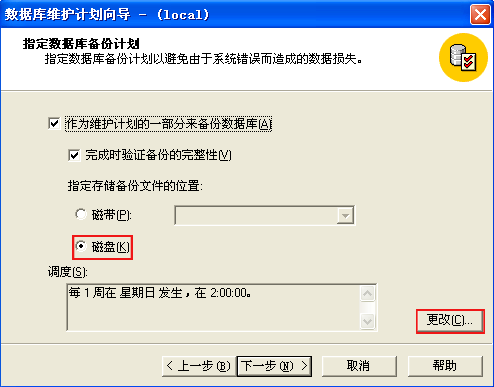 数据库维护计划向导 - (local)
指定数据库备份计划
指定数据库备份计划以避免由于系统错误而造成的数据损失。
作为维护计划的一部分来备份数据库(A)
完成时验证备份的完整性(V)
指定存储备份文件的位置:
磁带(P):
磁盘(K)
调度(S):
每 1 周在 星期日 发生，在 2:00:00。
更改(C)...
< 上一步(B) 下一步(N) > 取消 帮助